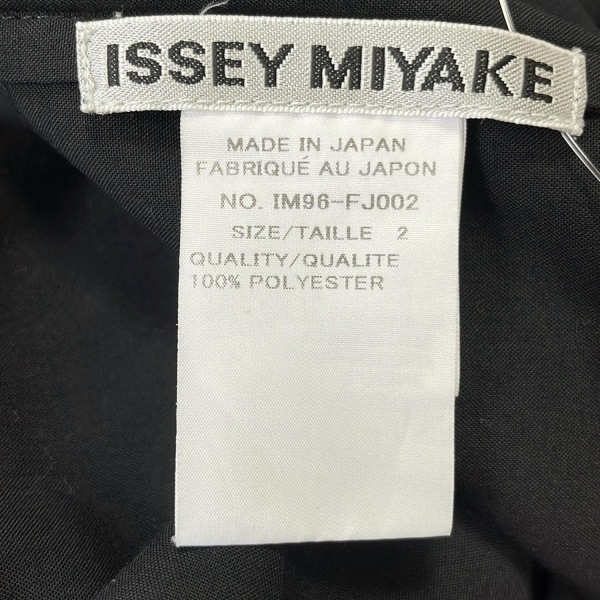 ISSEY MIYAKE
MADE IN JAPAN
FABRIQUÉ AU JAPON
NO. IM96-FJ002
SIZE/TAILLE 2
QUALITY/QUALITE
100% POLYESTER